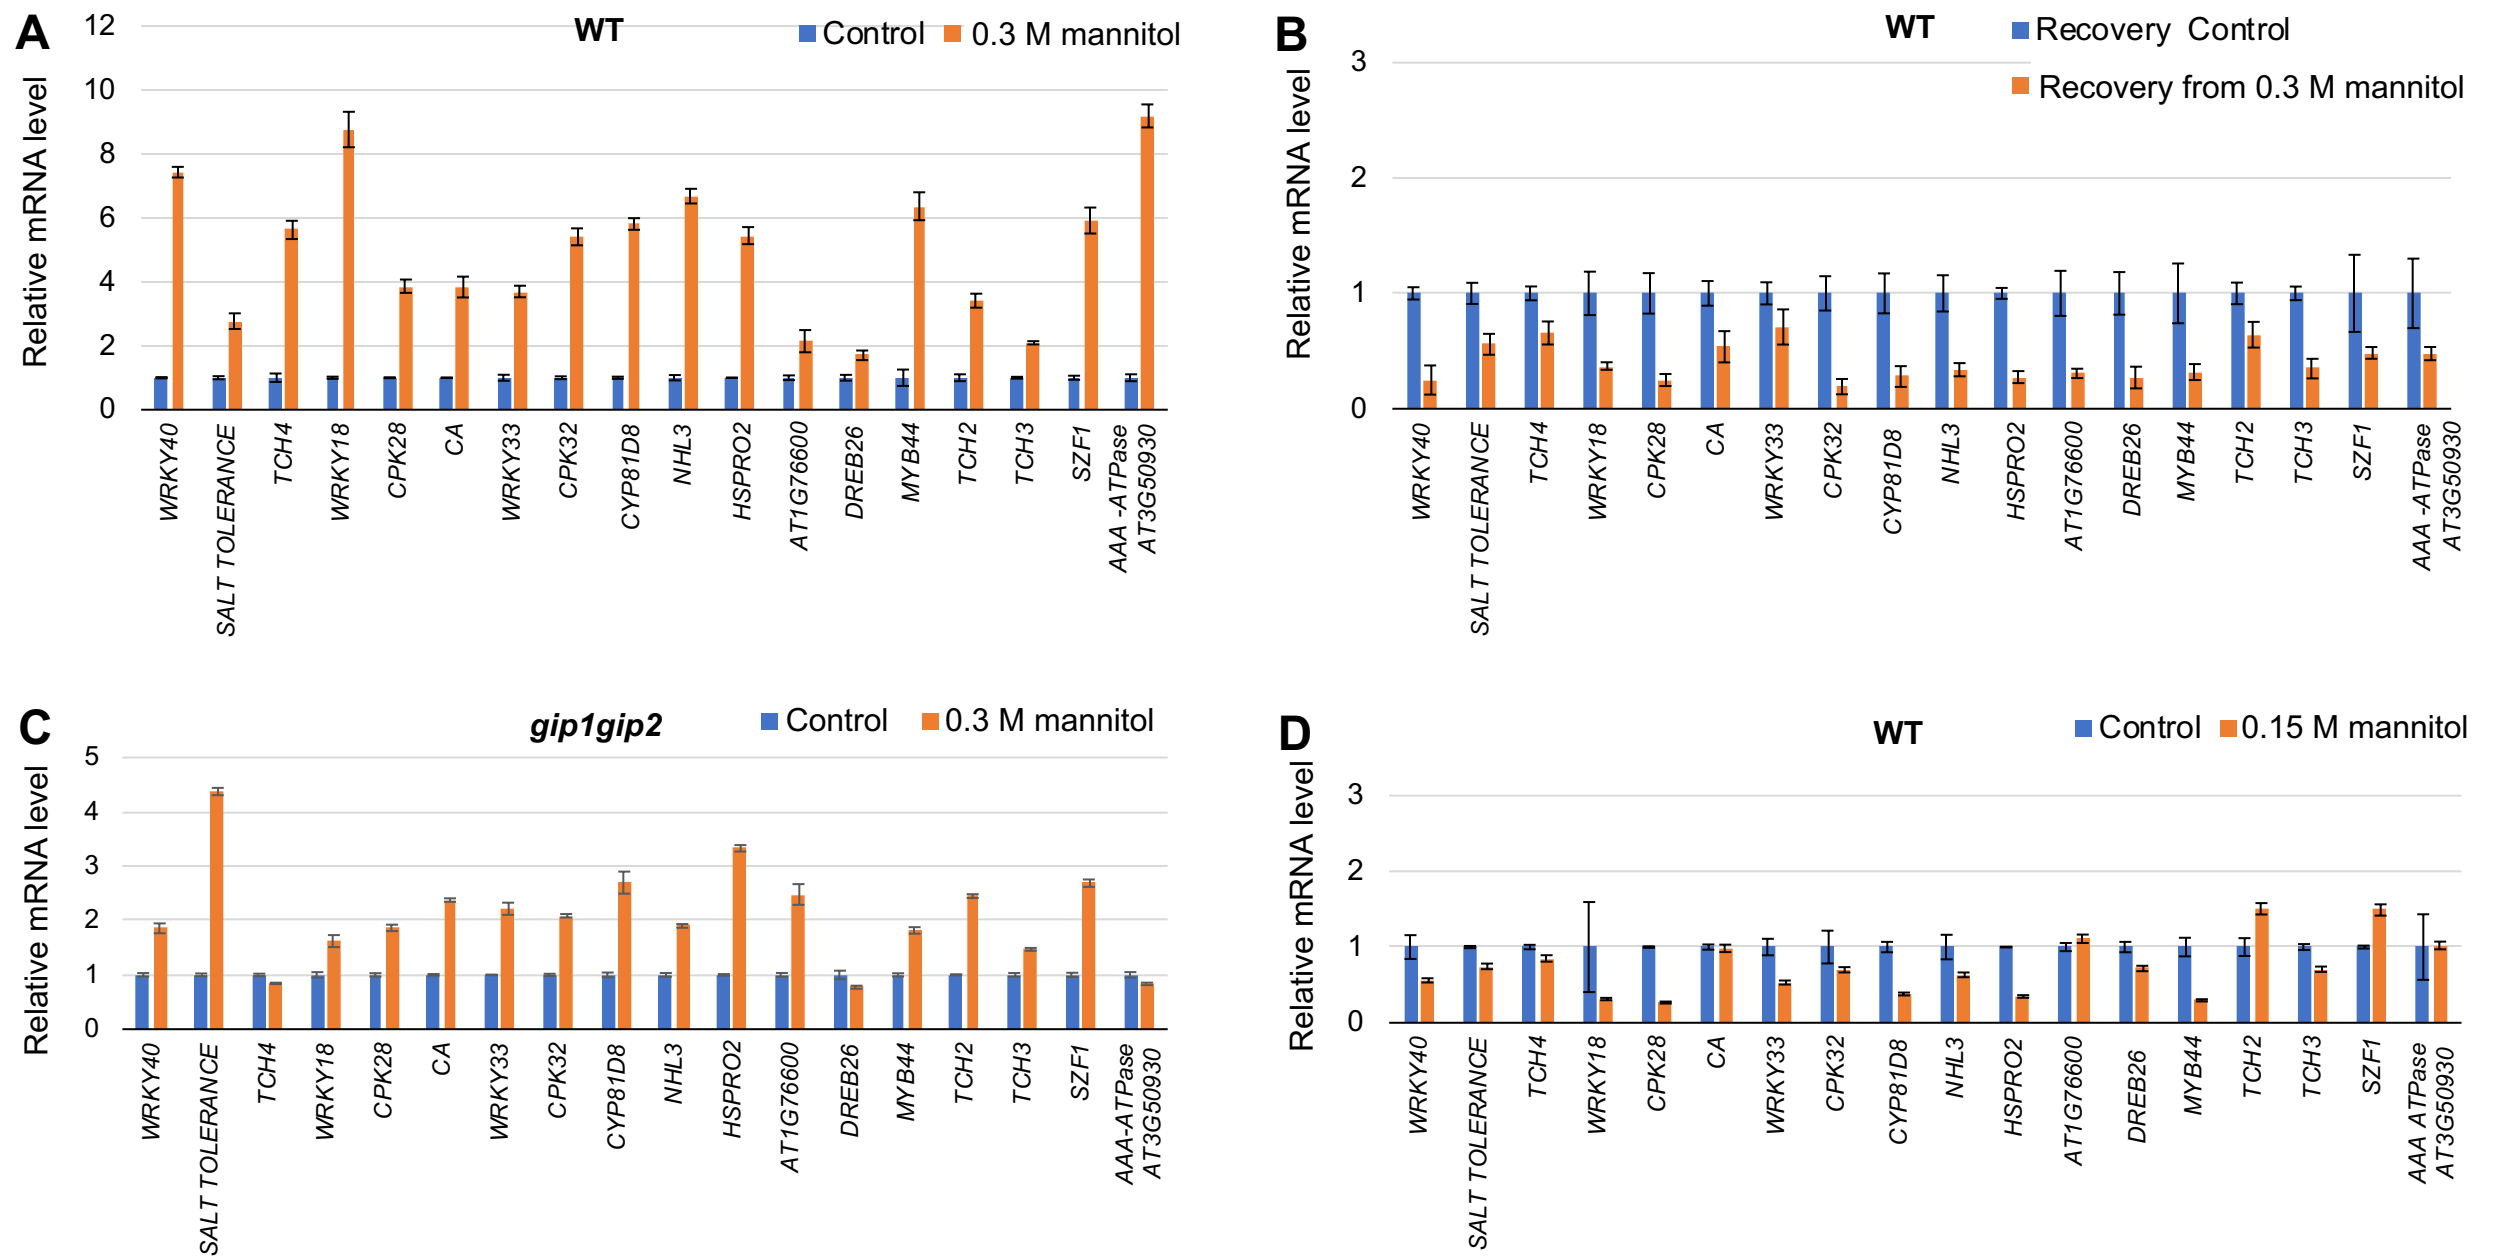 A
WT
Control
0.3 M mannitol
Relative mRNA level
12
10
8
6
4
2
0
WRKY40
SALT TOLERANCE
TCH4
WRKY18
CPK28
CA
WRKY33
CPK32
CYP81D8
NHL3
HSPRO2
AT1G76600
DREB26
MYB44
TCH2
TCH3
SZF1
AAA -ATPase
AT3G50930
B
WT
Recovery Control
Recovery from 0.3 M mannitol
Relative mRNA level
3
2
1
0
WRKY40
SALT TOLERANCE
TCH4
WRKY18
CPK28
CA
WRKY33
CPK32
CYP81D8
NHL3
HSPRO2
AT1G76600
DREB26
MYB44
TCH2
TCH3
SZF1
AAA -ATPase
AT3G50930
C
gip1gip2
Control
0.3 M mannitol
Relative mRNA level
5
4
3
2
1
0
WRKY40
SALT TOLERANCE
TCH4
WRKY18
CPK28
CA
WRKY33
CPK32
CYP81D8
NHL3
HSPRO2
AT1G76600
DREB26
MYB44
TCH2
TCH3
SZF1
AAA-ATPase
AT3G50930
D
WT
Control
0.15 M mannitol
Relative mRNA level
3
2
1
0
WRKY40
SALT TOLERANCE
TCH4
WRKY18
CPK28
CA
WRKY33
CPK32
CYP81D8
NHL3
HSPRO2
AT1G76600
DREB26
MYB44
TCH2
TCH3
SZF1
AAA ATPase
AT3G50930